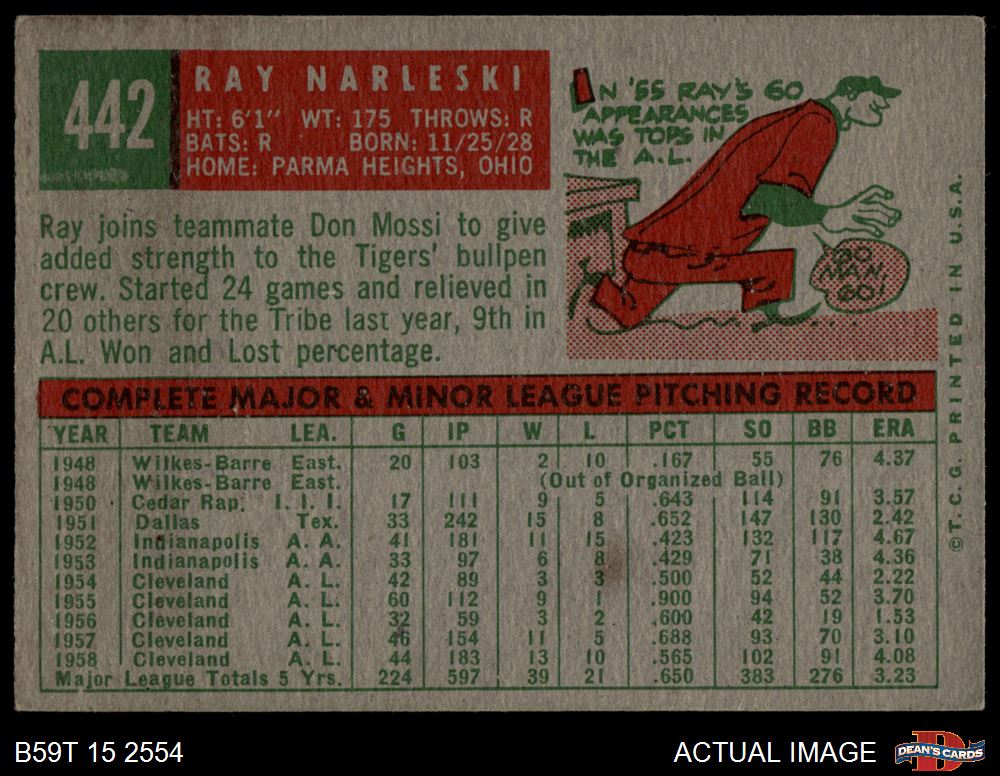 442
RAY NARLESKI
HT: 6'1" WT: 175 THROWS: R
BATS: R BORN: 11/25/28
HOME: PARMA HEIGHTS, OHIO
IN '55 RAY'S 60
APPEARANCES
WAS TOPS IN
THE A.L.
GO
MAN,
GO!
Ray joins teammate Don Mossi to give
added strength to the Tigers' bullpen
crew. Started 24 games and relieved in
20 others for the Tribe last year, 9th in
A.L. Won and Lost percentage.
COMPLETE MAJOR & MINOR LEAGUE PITCHING RECORD
YEAR TEAM LEA. G IP W L PCT SO BB ERA
1948 Wilkes-Barre East. 20 103 2 10 .167 55 76 4.37
1948 Wilkes-Barre East. (Out of Organized Ball)
1950 Cedar Rap. I. I. I. 17 111 9 5 .643 114 91 3.57
1951 Dallas Tex. 33 242 15 8 .652 147 130 2.42
1952 Indianapolis A. A. 41 181 11 15 .423 132 117 4.67
1953 Indianapolis A. A. 33 97 6 8 .429 71 38 4.36
1954 Cleveland A. L. 42 89 3 3 .500 52 44 2.22
1955 Cleveland A. L. 60 112 9 1 .900 94 52 3.70
1956 Cleveland A. L. 32 59 3 2 .600 42 19 1.53
1957 Cleveland A. L. 46 154 11 5 .688 93 70 3.10
1958 Cleveland A. L. 44 183 13 10 .565 102 91 4.08
Major League Totals 5 Yrs. 224 597 39 21 .650 383 276 3.23
© T. C. G. PRINTED IN U.S.A.
B59T 15 2554
ACTUAL IMAGE
DEAN'S CARDS